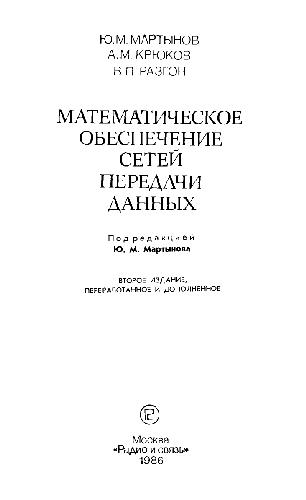 Ю. М. МАРТЫНОВ
А. М. КРЮКОВ
В. П. РАЗГОН
МАТЕМАТИЧЕСКОЕ
ОБЕСПЕЧЕНИЕ
СЕТЕЙ
ПЕРЕДАЧИ
ДАННЫХ
Под редакцией
Ю. М. Мартынова
ВТОРОЕ ИЗДАНИЕ,
ПЕРЕРАБОТАННОЕ И ДОПОЛНЕННОЕ
Москва
«Радио и связь»
1986